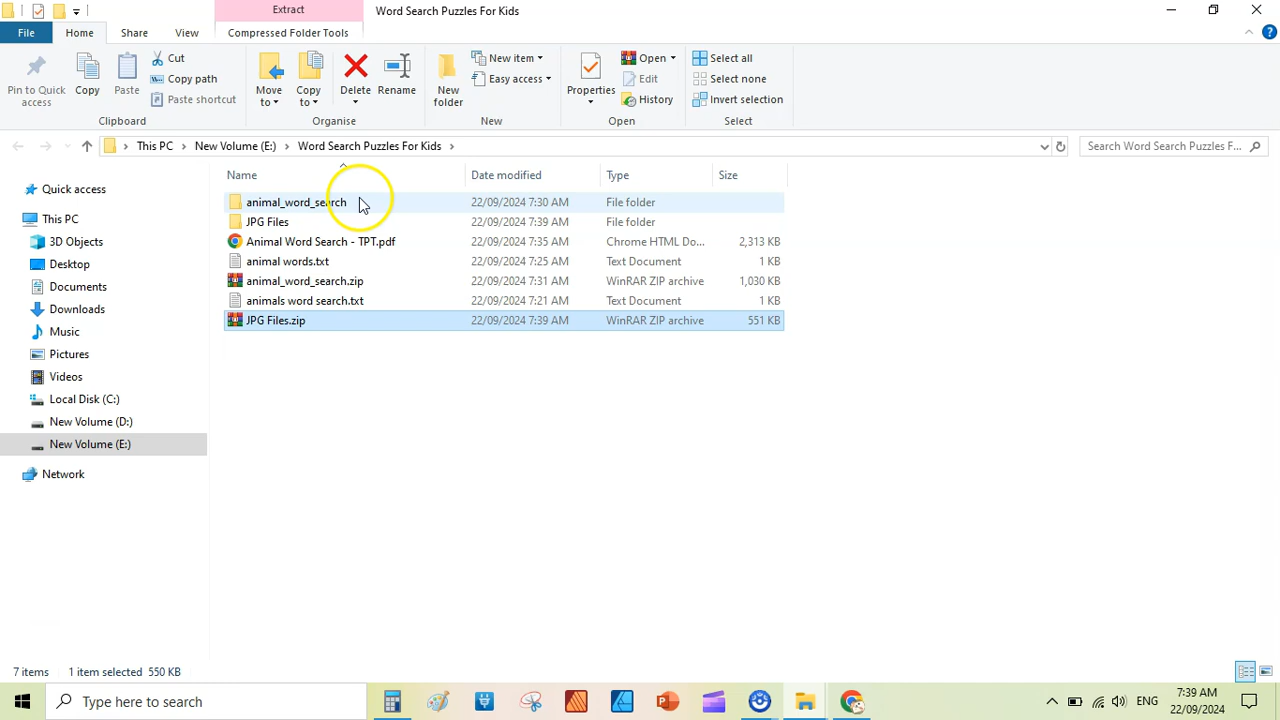 Extract
Word Search Puzzles For Kids
File
Home
Share
View
Compressed Folder Tools
Pin to Quick access
Copy
Paste
Cut
Copy path
Paste shortcut
Clipboard
Move to
Copy to
Delete
Rename
Organise
New folder
New item
Easy access
New
Properties
Open
Edit
History
Open
Select all
Select none
Invert selection
Select
This PC
New Volume (E:)
Word Search Puzzles For Kids
Search Word Search Puzzles F...
Name
Date modified
Type
Size
Quick access
This PC
3D Objects
Desktop
Documents
Downloads
Music
Pictures
Videos
Local Disk (C:)
New Volume (D:)
New Volume (E:)
Network
animal_word_search 22/09/2024 7:30 AM File folder
JPG Files 22/09/2024 7:39 AM File folder
Animal Word Search - TPT.pdf 22/09/2024 7:35 AM Chrome HTML Do... 2,313 KB
animal words.txt 22/09/2024 7:25 AM Text Document 1 KB
animal_word_search.zip 22/09/2024 7:31 AM WinRAR ZIP archive 1,030 KB
animals word search.txt 22/09/2024 7:21 AM Text Document 1 KB
JPG Files.zip 22/09/2024 7:39 AM WinRAR ZIP archive 551 KB
7 items
1 item selected 550 KB
Type here to search
ENG
7:39 AM
22/09/2024